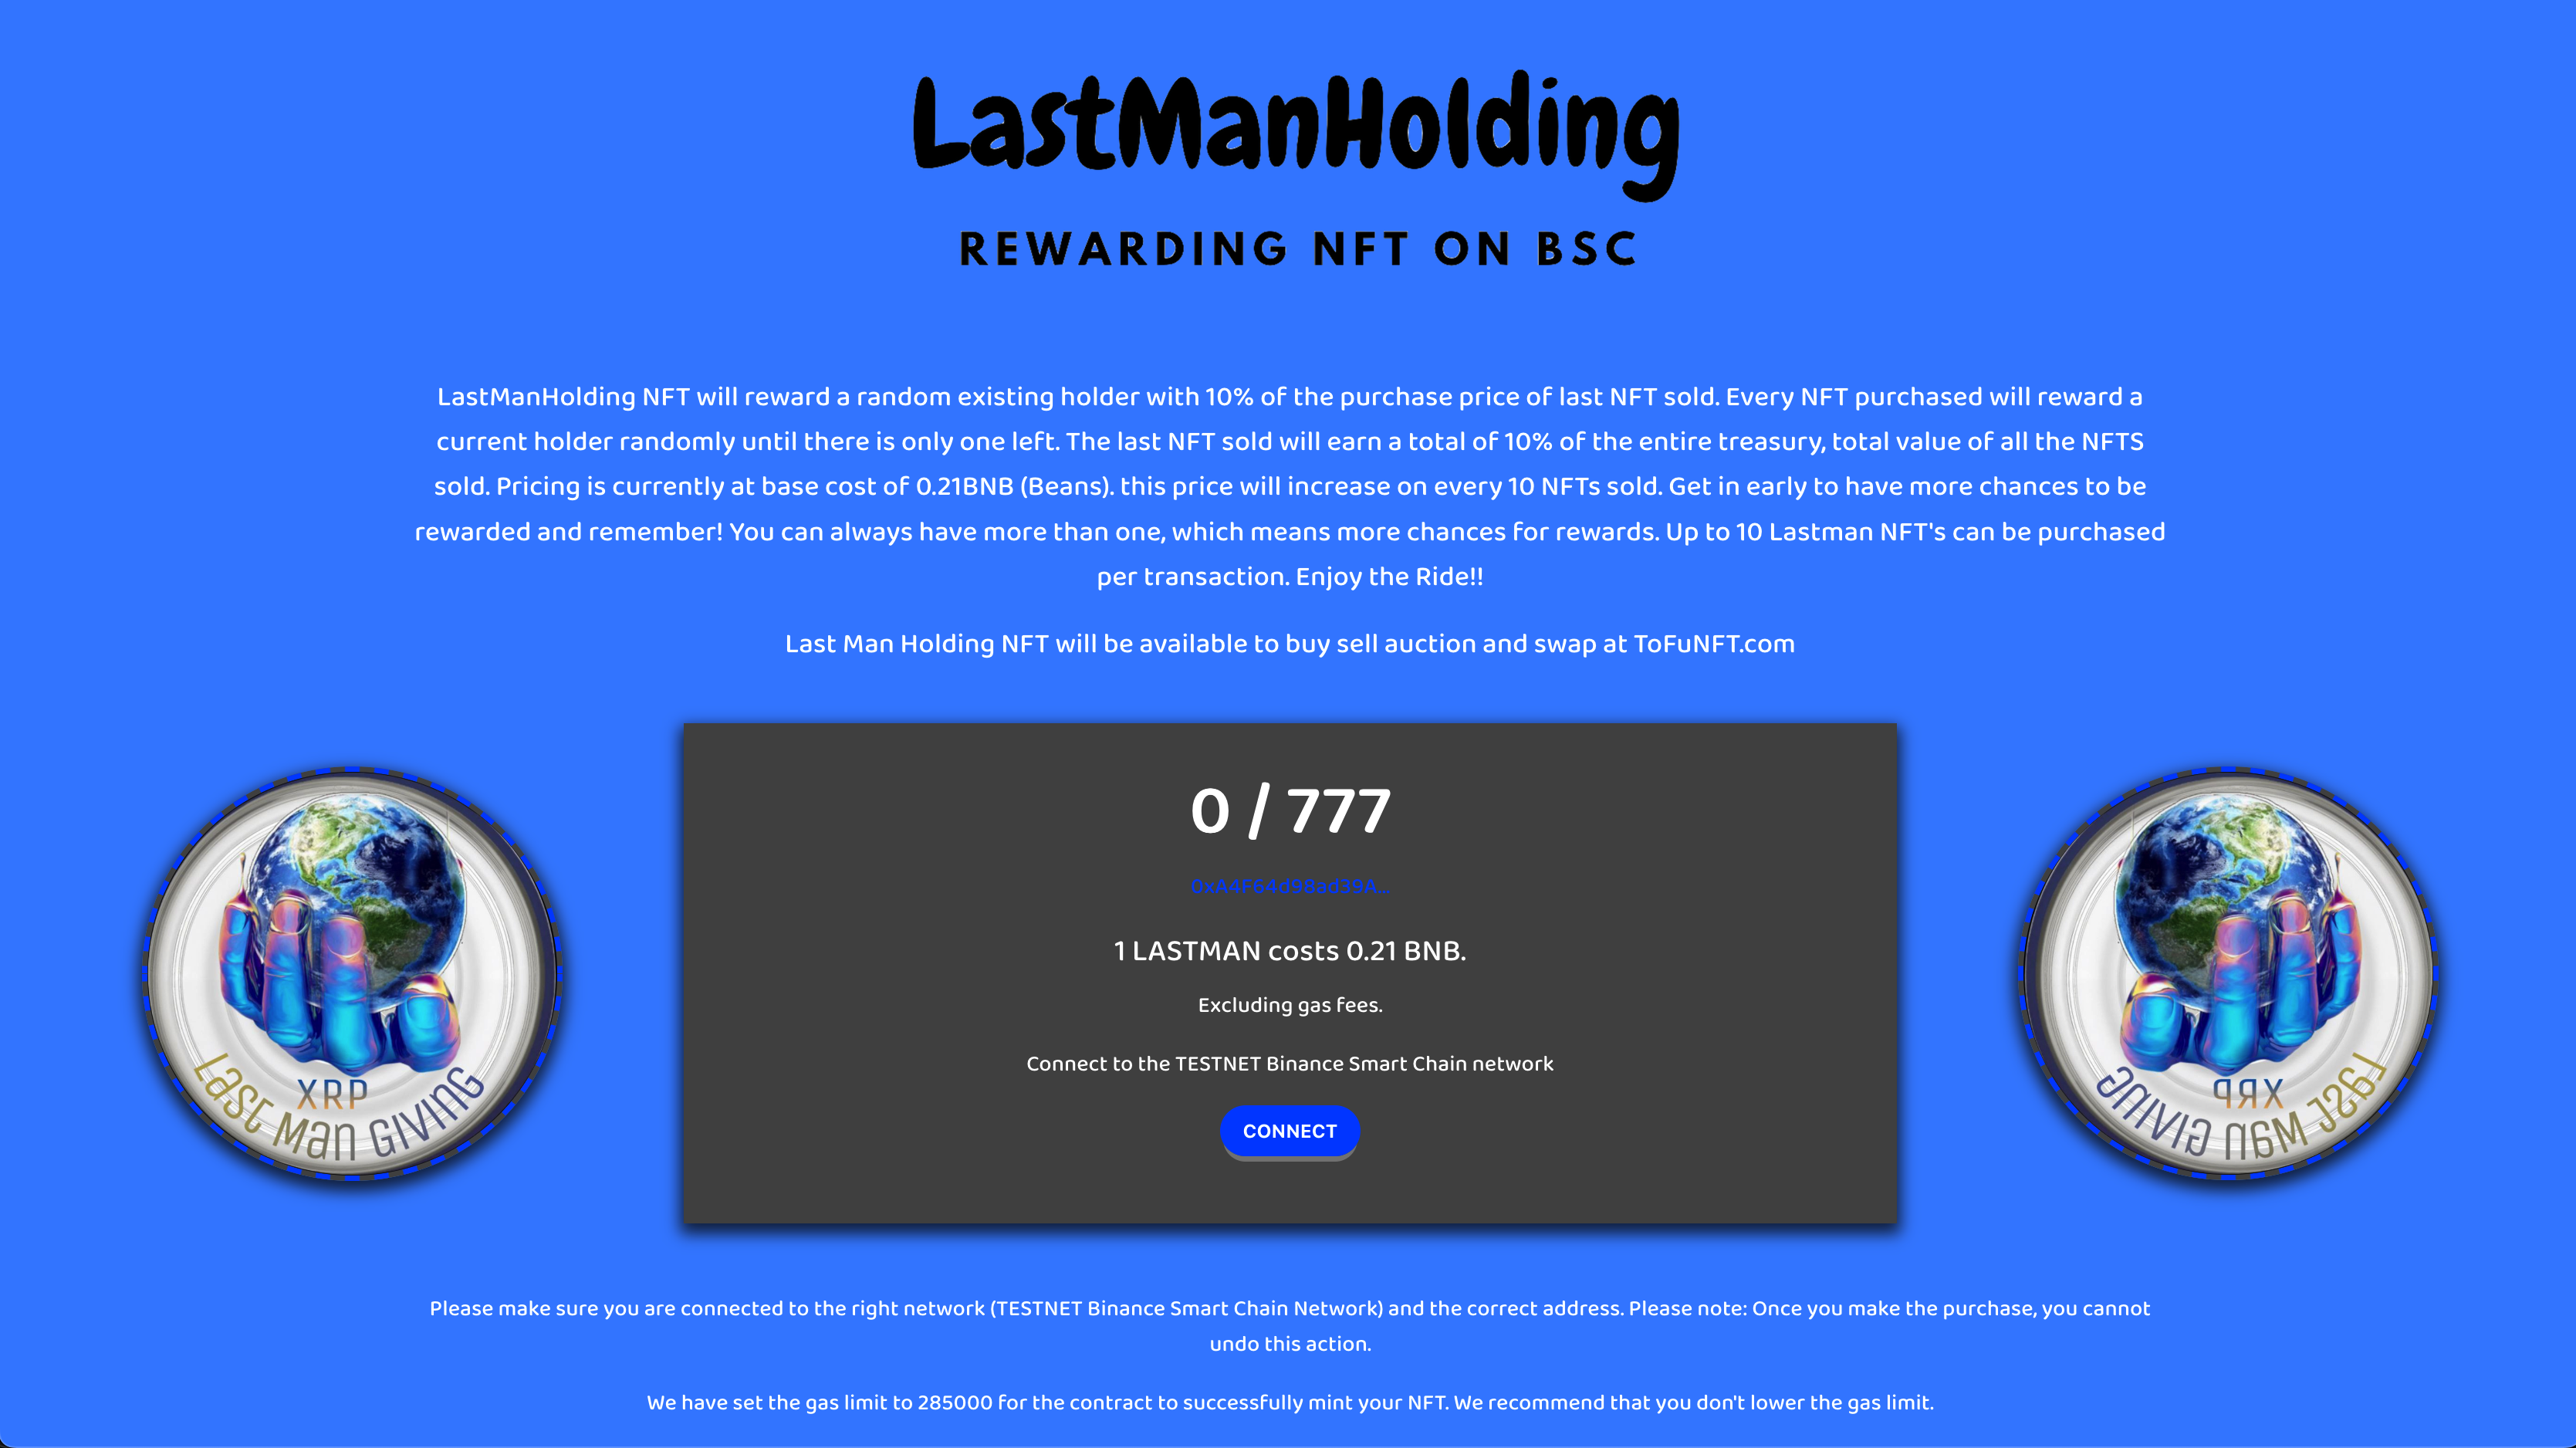 LastManHolding
REWARDING NFT ON BSC
LastManHolding NFT will reward a random existing holder with 10% of the purchase price of last NFT sold. Every NFT purchased will reward a
current holder randomly until there is only one left. The last NFT sold will earn a total of 10% of the entire treasury, total value of all the NFTS
sold. Pricing is currently at base cost of 0.21BNB (Beans). this price will increase on every 10 NFTs sold. Get in early to have more chances to be
rewarded and remember! You can always have more than one, which means more chances for rewards. Up to 10 Lastman NFT's can be purchased
per transaction. Enjoy the Ride!!
Last Man Holding NFT will be available to buy sell auction and swap at ToFuNFT.com
0 / 777
0xA4F64d98ad39A...
1 LASTMAN costs 0.21 BNB.
Excluding gas fees.
Connect to the TESTNET Binance Smart Chain network
CONNECT
XRP
Last Man GIVING
XRP
Last Man GIVING
Please make sure you are connected to the right network (TESTNET Binance Smart Chain Network) and the correct address. Please note: Once you make the purchase, you cannot
undo this action.
We have set the gas limit to 285000 for the contract to successfully mint your NFT. We recommend that you don't lower the gas limit.